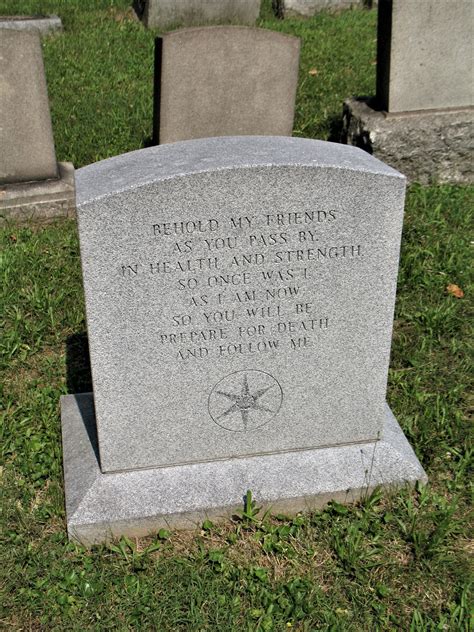 BEHOLD MY FRIENDS
AS YOU PASS BY
IN HEALTH AND STRENGTH
SO ONCE WAS I
AS I AM NOW
SO YOU WILL BE
PREPARE FOR DEATH
AND FOLLOW ME